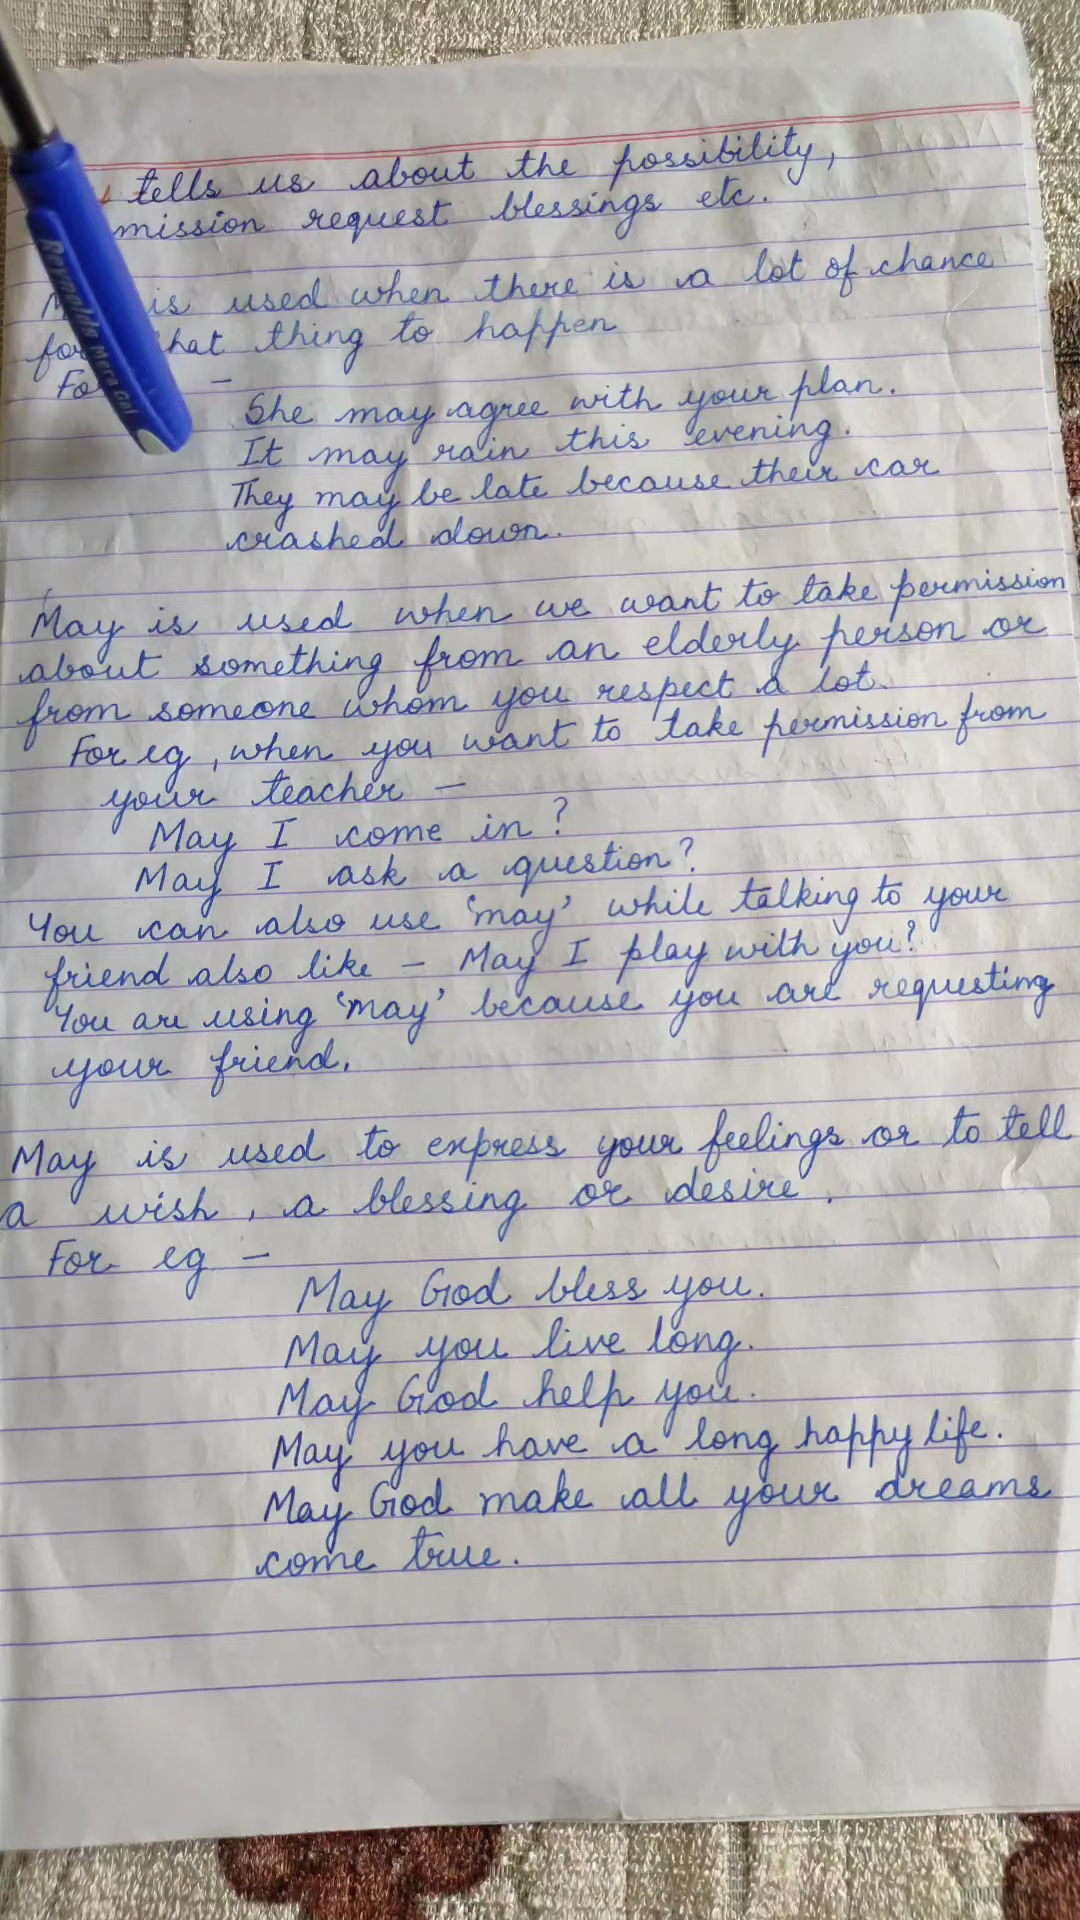 tells us about the possibility,
mission request blessings etc.
is used when there is a lot of chance
for that thing to happen
-
She may agree with your plan.
It may rain this evening.
They may be late because their car
crashed down.
May is used when we want to take permission
about something from an elderly person or
from someone whom you respect a lot.
For eg, when you want to take permission from
your teacher -
May I come in?
May I ask a question?
You can also use 'may' while talking to your
friend also like - May I play with you?
You are using 'may' because you are requesting
your friend.
May is used to express your feelings or to tell
a wish, a blessing or desire.
For eg -
May God bless you.
May you live long.
May God help you.
May you have a long happy life.
May God make all your dreams
come true.
Reynolds